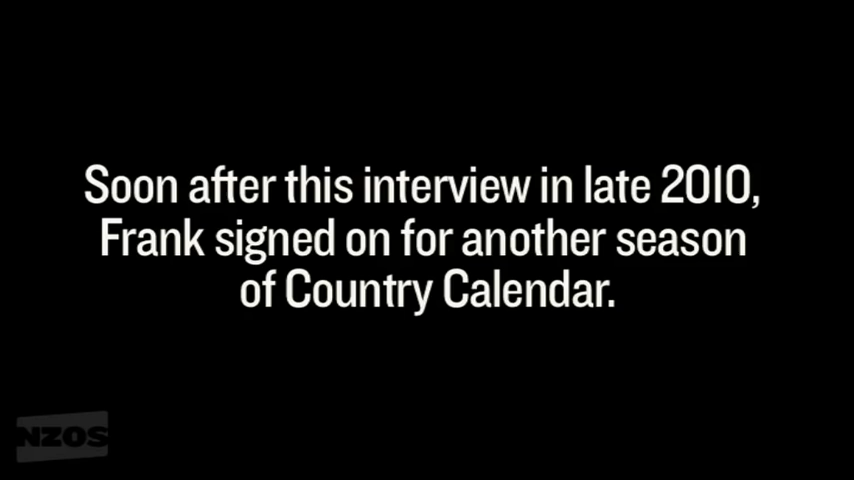 Soon after this interview in late 2010,
Frank signed on for another season
of Country Calendar.
NZOS